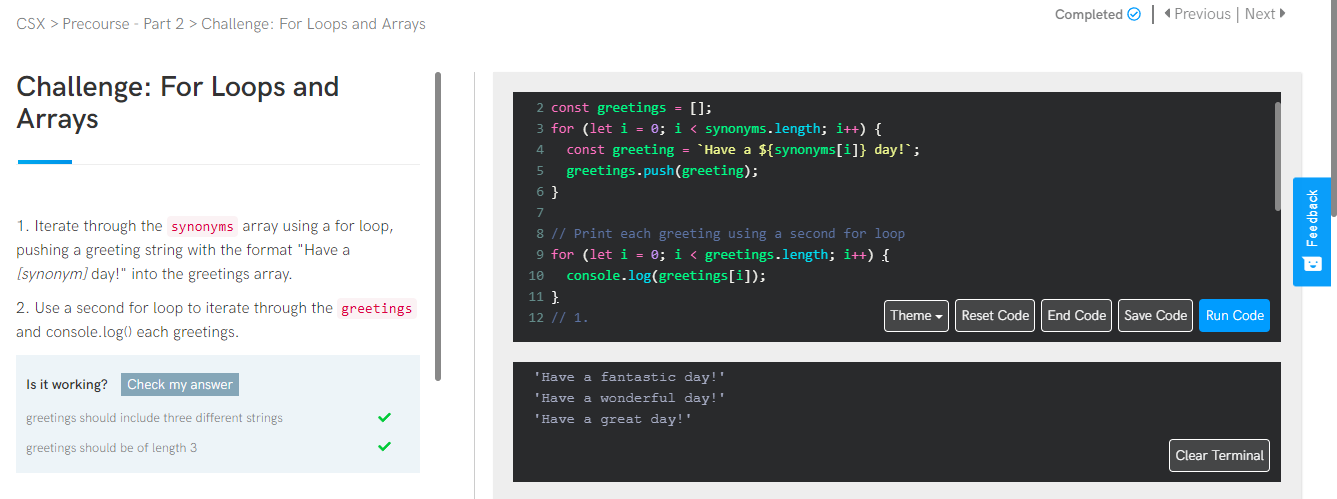 CSX > Precourse - Part 2 > Challenge: For Loops and Arrays
Completed | Previous | Next
Challenge: For Loops and
Arrays
1. Iterate through the synonyms array using a for loop,
pushing a greeting string with the format "Have a
[synonym] day!" into the greetings array.
2. Use a second for loop to iterate through the greetings
and console.log() each greetings.
Is it working? Check my answer
greetings should include three different strings
greetings should be of length 3
2 const greetings = [];
3 for (let i = 0; i < synonyms.length; i++) {
4 const greeting = `Have a ${synonyms[i]} day!`;
5 greetings.push(greeting);
6 }
7
8 // Print each greeting using a second for loop
9 for (let i = 0; i < greetings.length; i++) {
10 console.log(greetings[i]);
11 }
12 // 1.
Theme Reset Code End Code Save Code Run Code
'Have a fantastic day!'
'Have a wonderful day!'
'Have a great day!'
Clear Terminal
Feedback